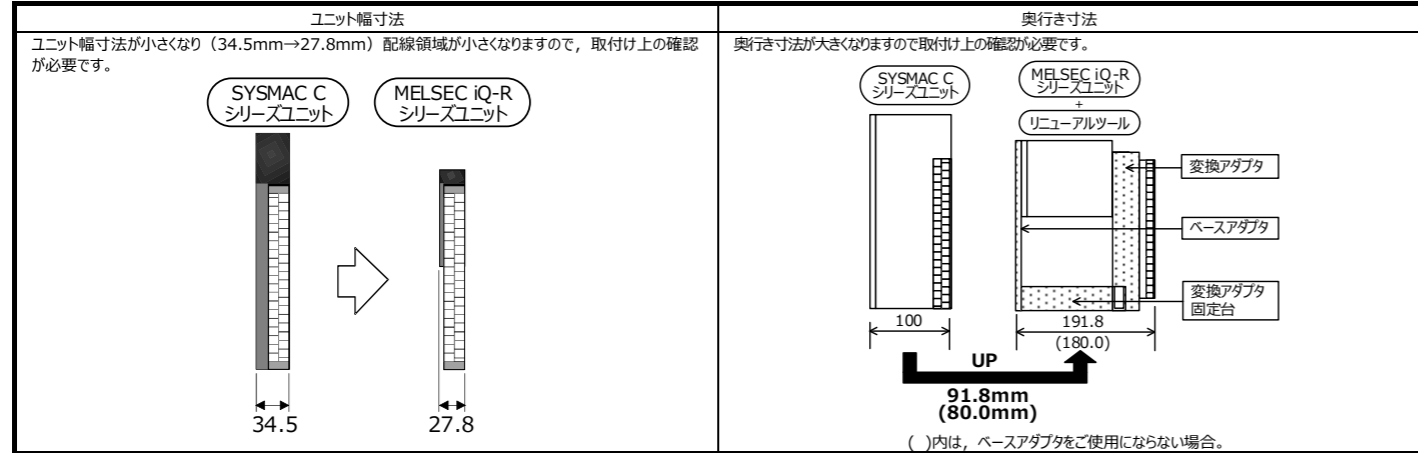 ユニット幅寸法
ユニット幅寸法が小さくなり（34.5mm→27.8mm）配線領域が小さくなりますので，取付け上の確認
が必要です。
SYSMAC C
シリーズユニット
MELSEC iQ-R
シリーズユニット
34.5
27.8
奥行き寸法
奥行き寸法が大きくなりますので取付け上の確認が必要です。
SYSMAC C
シリーズユニット
MELSEC iQ-R
シリーズユニット
+
リニューアルツール
変換アダプタ
ベースアダプタ
変換アダプタ
固定台
100
191.8
(180.0)
UP
91.8mm
(80.0mm)
(　)内は，ベースアダプタをご使用にならない場合。